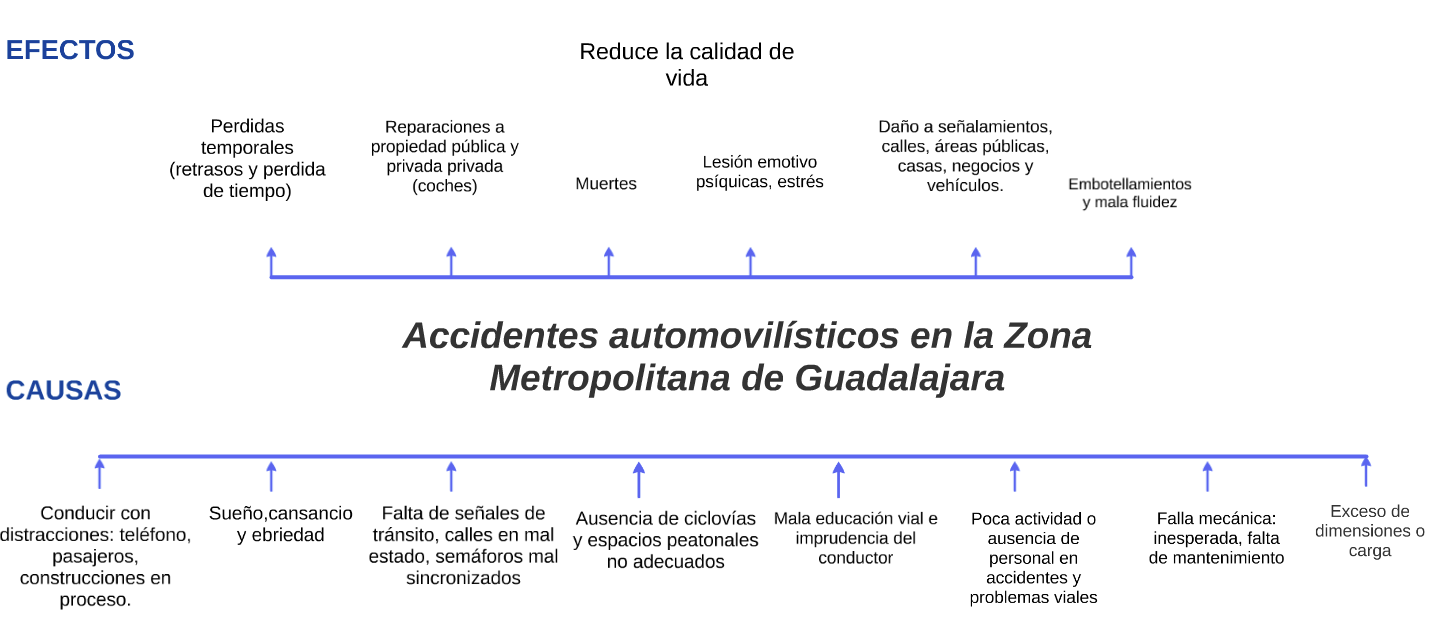 EFECTOS
Reduce la calidad de
vida
Perdidas
temporales
(retrasos y perdida
de tiempo)
Reparaciones a
propiedad pública y
privada privada
(coches)
Muertes
Lesión emotivo
psíquicas, estrés
Daño a señalamientos,
calles, áreas públicas,
casas, negocios y
vehículos.
Embotellamientos
y mala fluidez
Accidentes automovilísticos en la Zona
Metropolitana de Guadalajara
CAUSAS
Conducir con
distracciones: teléfono,
pasajeros,
construcciones en
proceso.
Sueño,cansancio
y ebriedad
Falta de señales de
tránsito, calles en mal
estado, semáforos mal
sincronizados
Ausencia de ciclovías
y espacios peatonales
no adecuados
Mala educación vial e
imprudencia del
conductor
Poca actividad o
ausencia de
personal en
accidentes y
problemas viales
Falla mecánica:
inesperada, falta
de mantenimiento
Exceso de
dimensiones o
carga